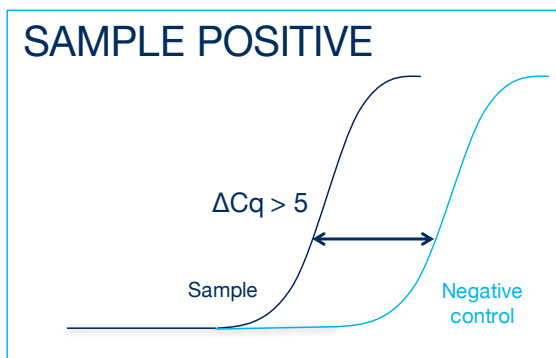 SAMPLE POSITIVE
ΔCq > 5
Sample
Negative
control